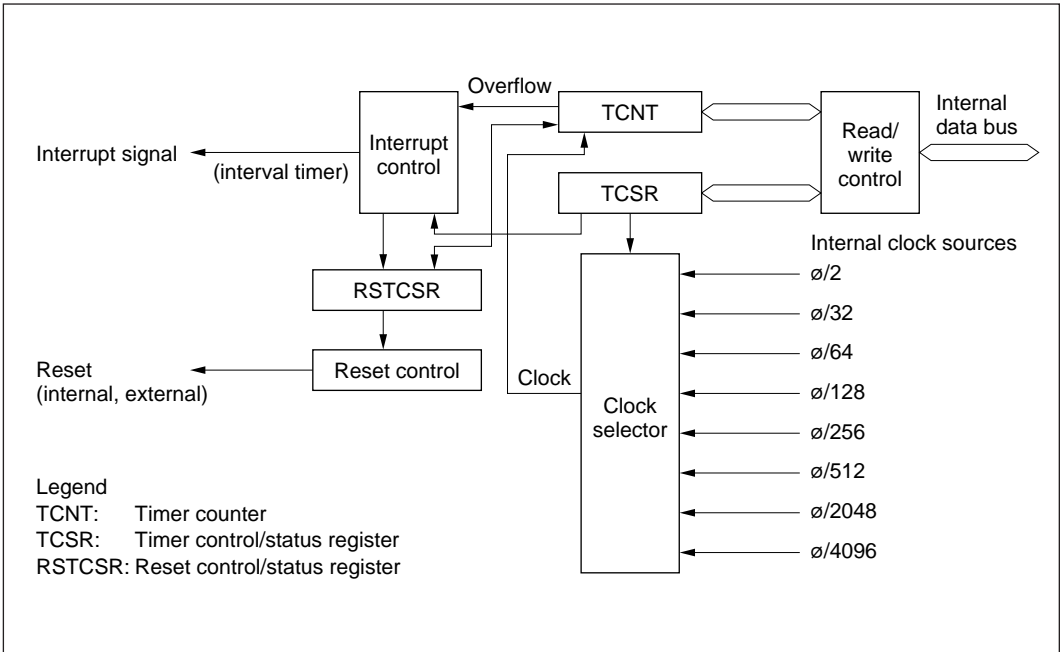 Overflow
TCNT
Internal
data bus
Read/
write
control
Interrupt
control
Interrupt signal
(interval timer)
TCSR
Internal clock sources
ø/2
RSTCSR
ø/32
ø/64
Reset
(internal, external)
Reset control
Clock
ø/128
Clock
selector
ø/256
ø/512
ø/2048
ø/4096
Legend
TCNT: Timer counter
TCSR: Timer control/status register
RSTCSR: Reset control/status register